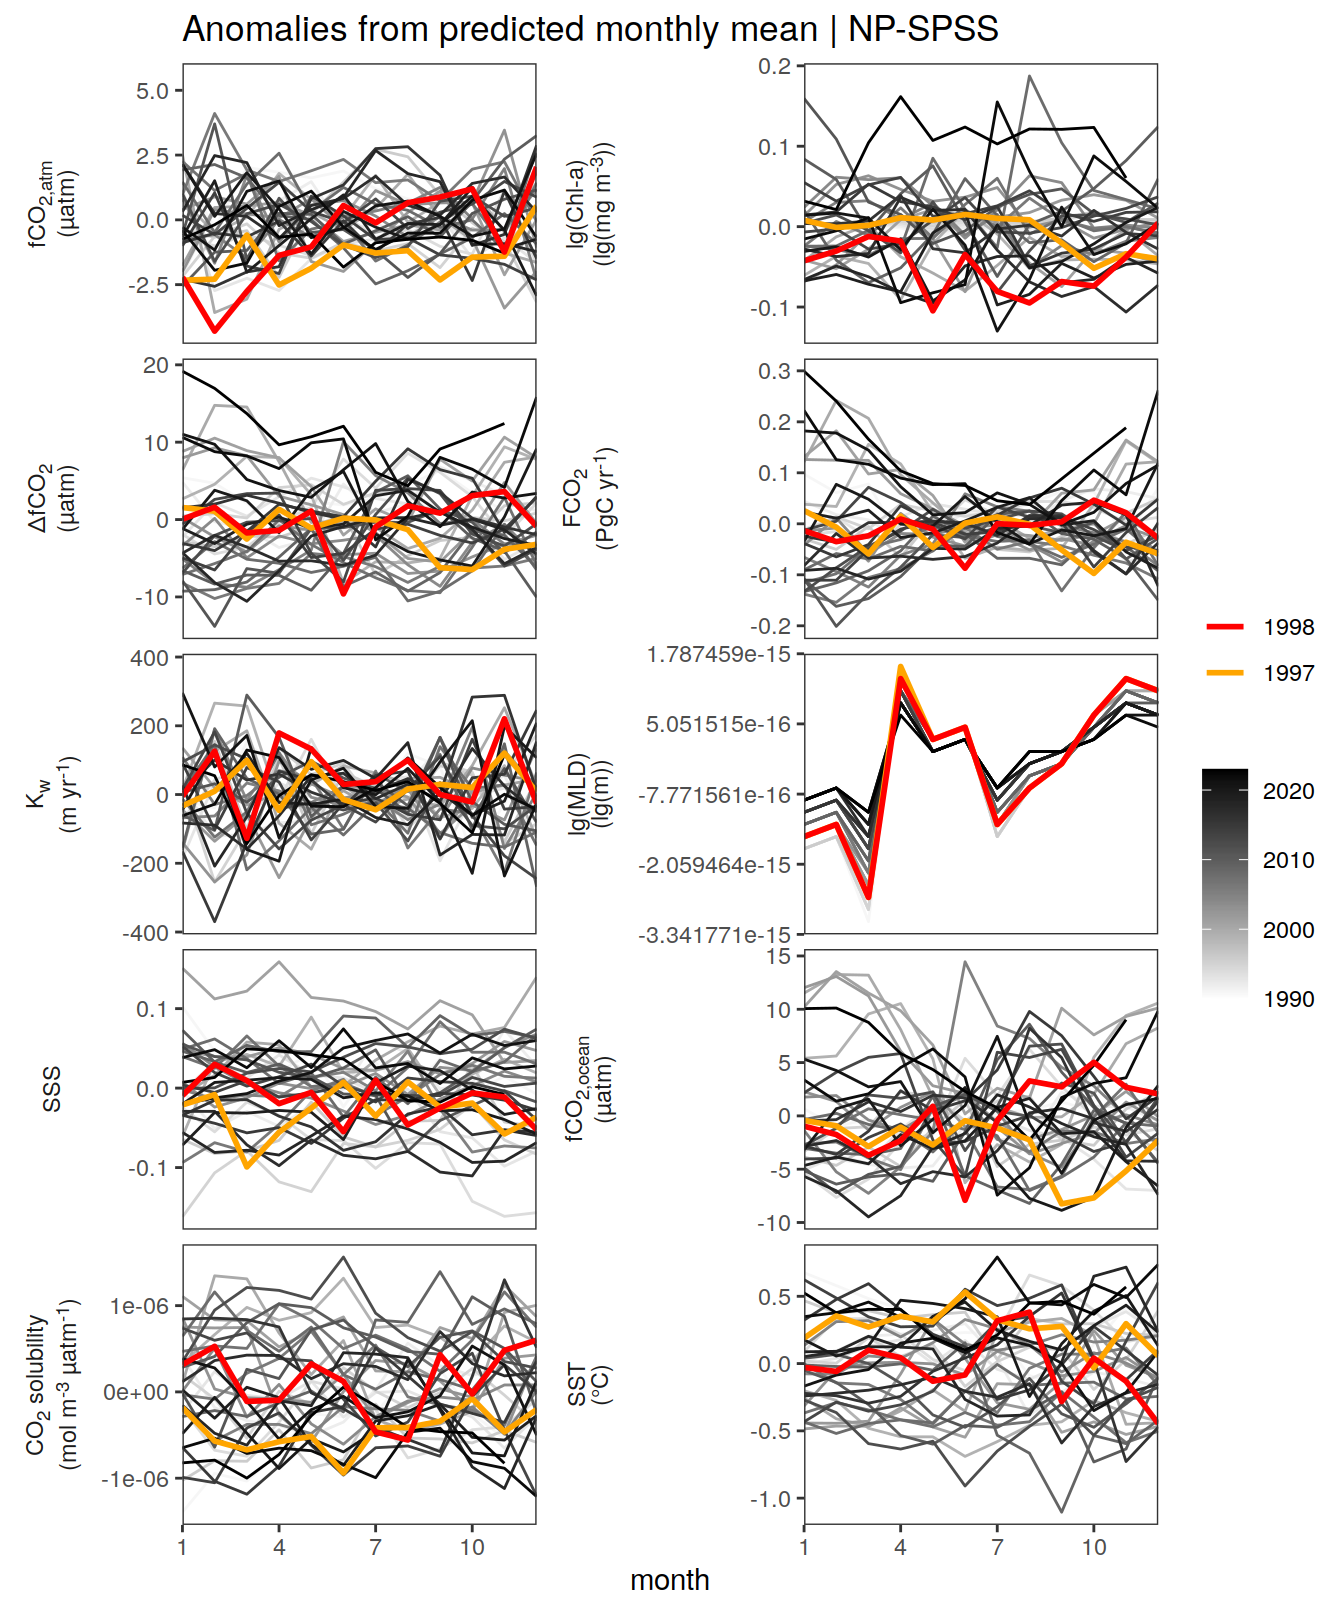 Anomalies from predicted monthly mean | NP-SPSS
fCO2,atm
(µatm)
5.0
2.5
0.0
-2.5
lg(Chl-a)
(lg(mg m-3))
0.2
0.1
0.0
-0.1
ΔfCO2
(µatm)
20
10
0
-10
FCO2
(PgC yr-1)
0.3
0.2
0.1
0.0
-0.1
-0.2
Kw
(m yr-1)
400
200
0
-200
-400
lg(MLD)
(lg(m))
1.787459e-15
5.051515e-16
-7.771561e-16
-2.059464e-15
-3.341771e-15
SSS
0.1
0.0
-0.1
fCO2,ocean
(µatm)
15
10
5
0
-5
-10
CO2 solubility
(mol m-3 µatm-1)
1e-06
0e+00
-1e-06
SST
(°C)
0.5
0.0
-0.5
-1.0
1 4 7 10
1 4 7 10
month
1998
1997
2020
2010
2000
1990